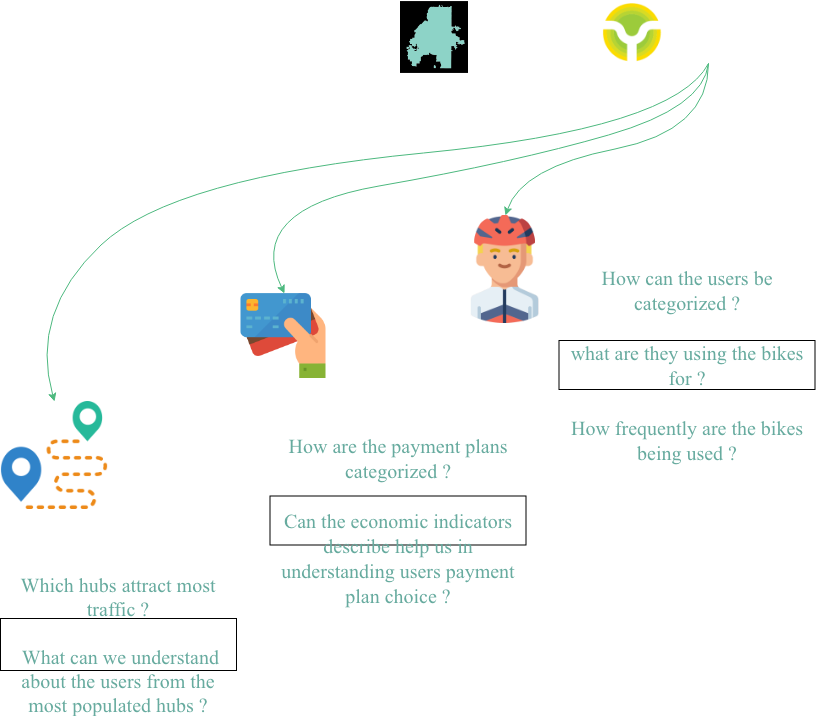 How can the users be
categorized ?
what are they using the bikes
for ?
How frequently are the bikes
being used ?
How are the payment plans
categorized ?
Can the economic indicators
describe help us in
understanding users payment
plan choice ?
Which hubs attract most
traffic ?
What can we understand
about the users from the
most populated hubs ?